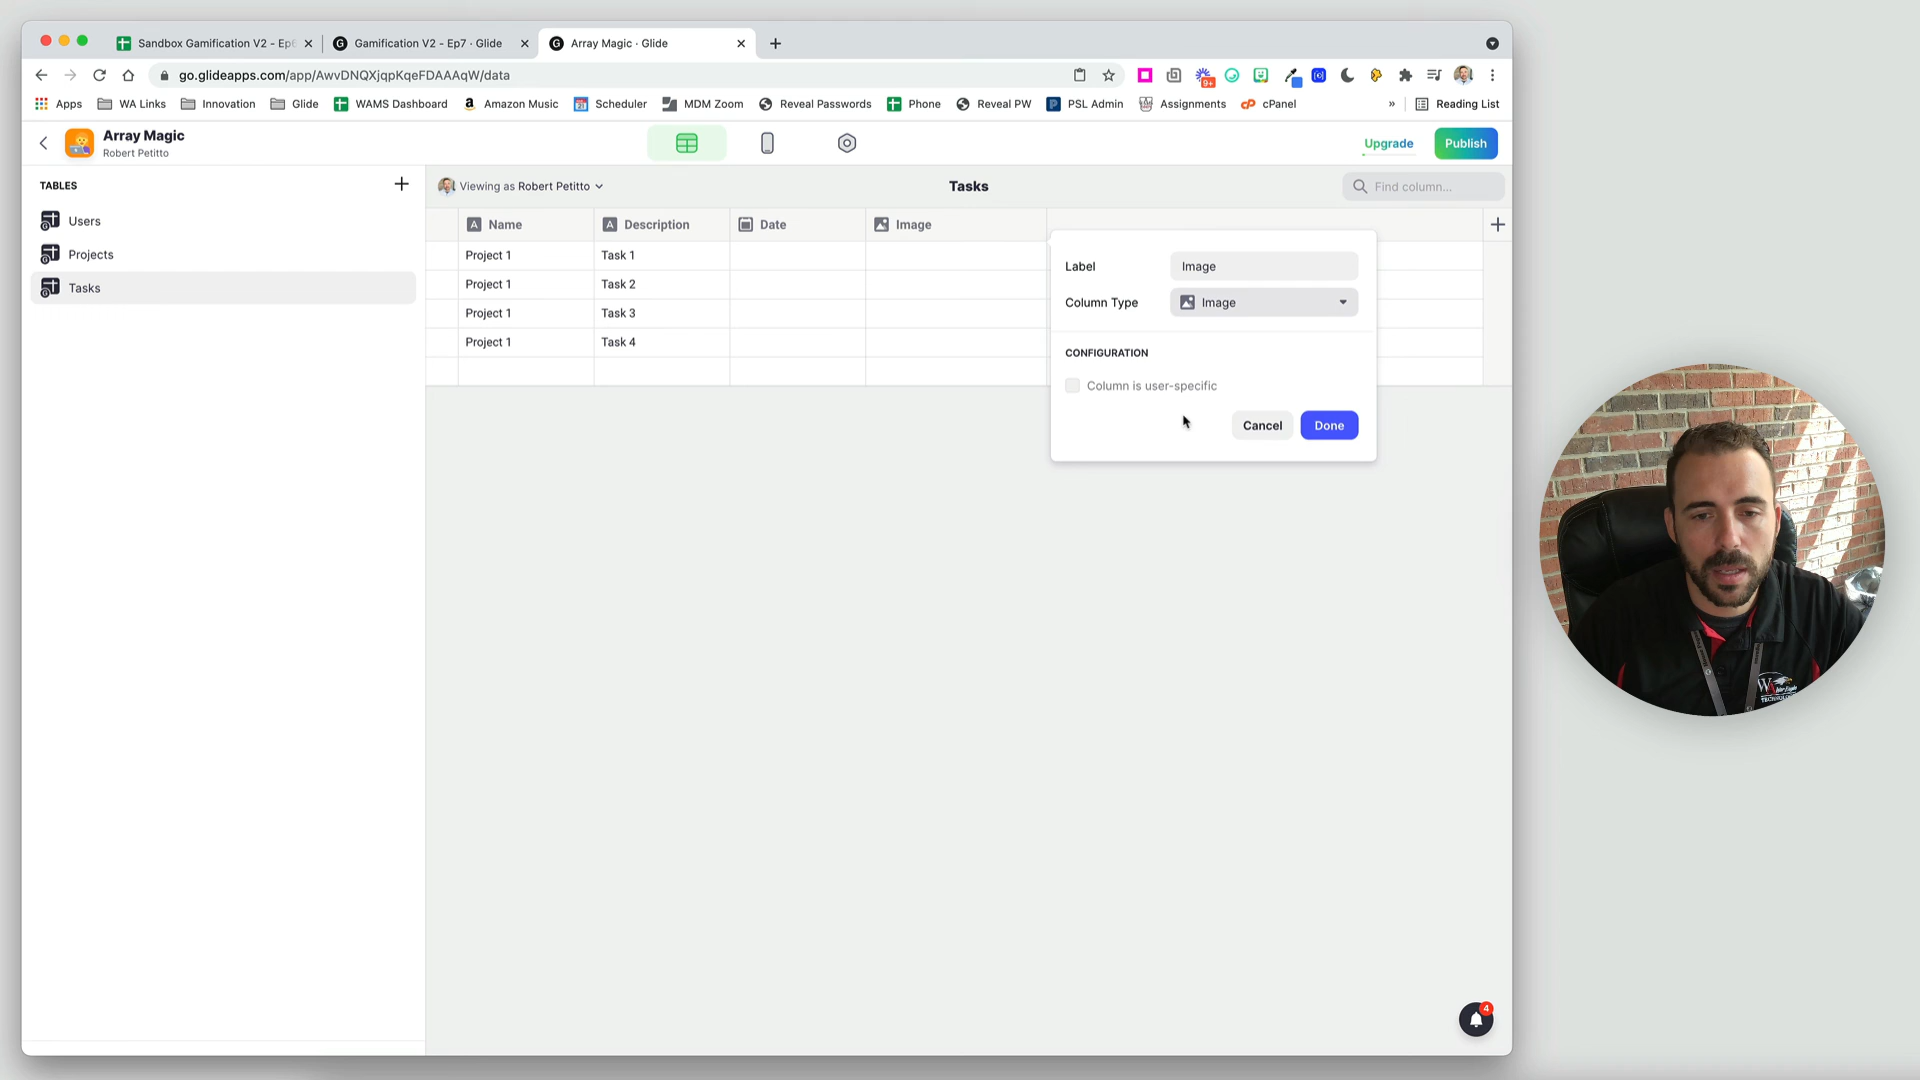 Sandbox Gamification V2 - Ep
Gamification V2 - Ep7 · Glide
Array Magic · Glide
go.glideapps.com/app/AwvDNQXjqpKqeFDAAAqW/data
9+
Apps
WA Links
Innovation
Glide
WAMS Dashboard
Amazon Music
Scheduler
MDM Zoom
Reveal Passwords
Phone
Reveal PW
PSL Admin
Assignments
cPanel
»
Reading List
Array Magic
Robert Petitto
Upgrade
Publish
TABLES
Viewing as Robert Petitto
Tasks
Find column...
Users
Projects
Tasks
Name
Description
Date
Image
Project 1
Task 1
Project 1
Task 2
Project 1
Task 3
Project 1
Task 4
Label
Image
Column Type
Image
CONFIGURATION
Column is user-specific
Cancel
Done
4
WA